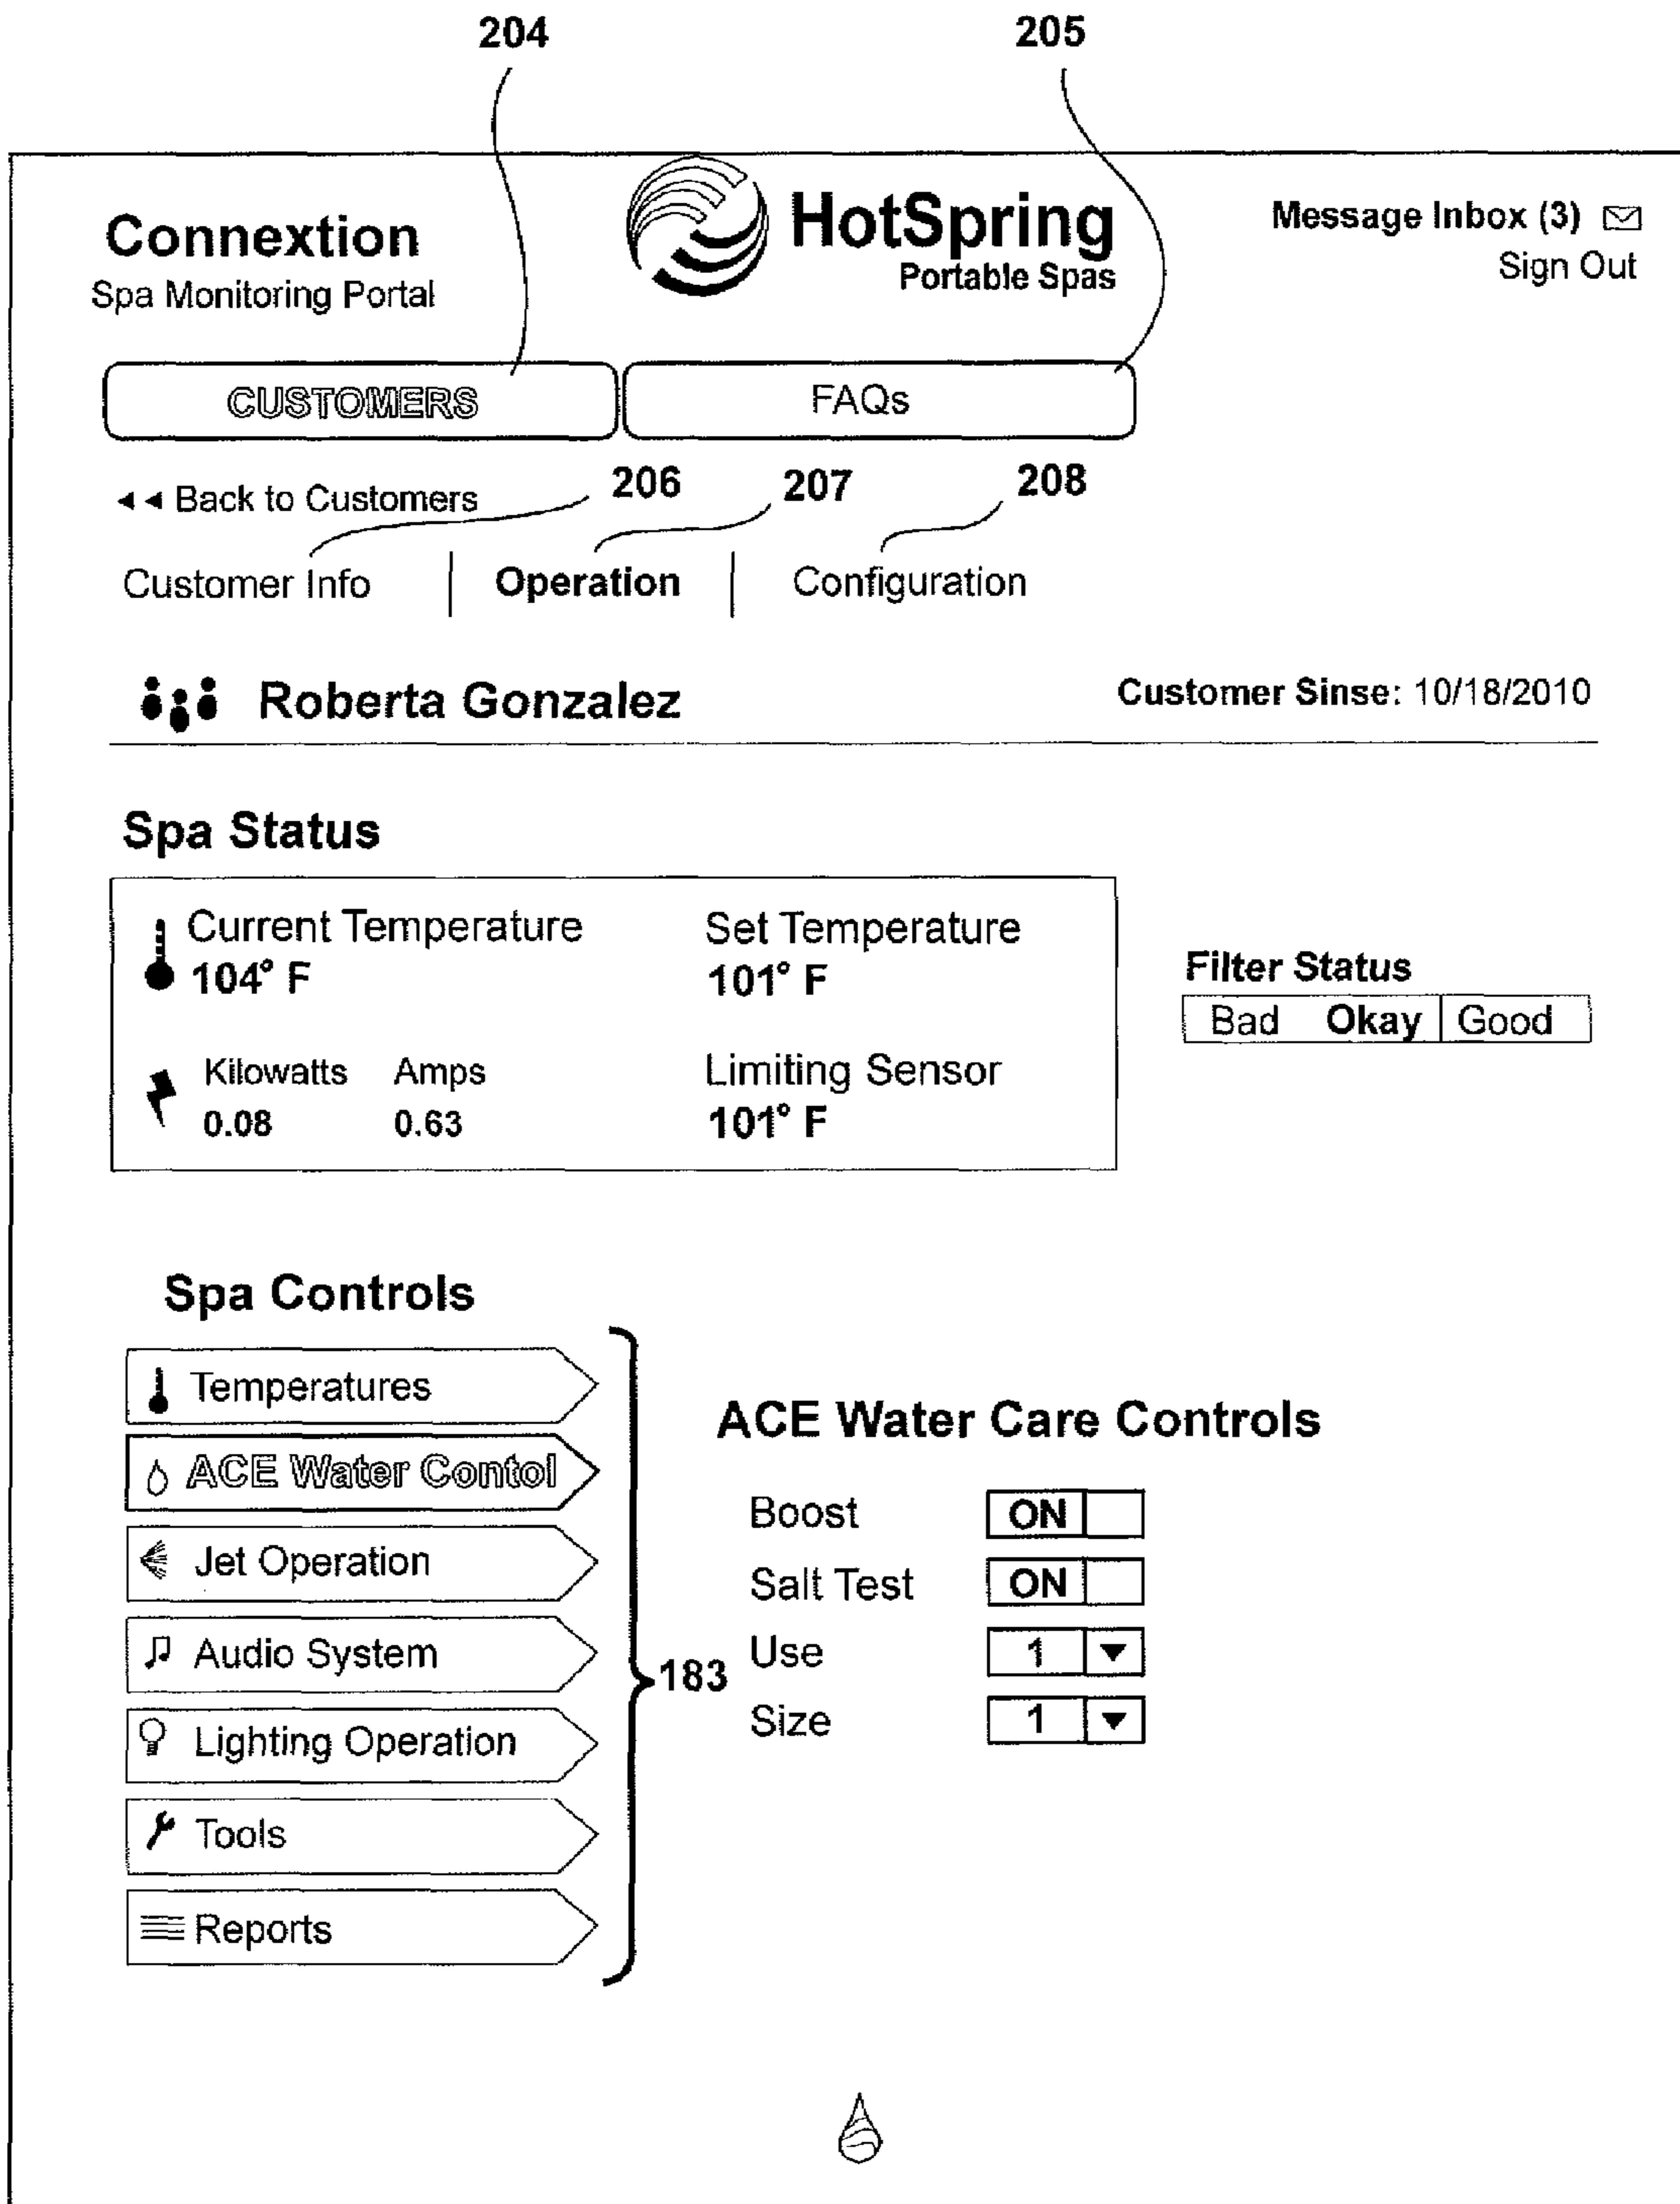 204 205
Connextion
Spa Monitoring Portal
HotSpring
Portable Spas
Message Inbox (3)
Sign Out
CUSTOMERS FAQs
Back to Customers 206 207 208
Customer Info | Operation | Configuration
Roberta Gonzalez Customer Sinse: 10/18/2010
Spa Status
Current Temperature Set Temperature
104° F 101° F
Filter Status
Bad Okay Good
Kilowatts Amps Limiting Sensor
0.08 0.63 101° F
Spa Controls
Temperatures
ACE Water Contol
Jet Operation
Audio System
Lighting Operation
Tools
Reports
183
ACE Water Care Controls
Boost ON
Salt Test ON
Use 1
Size 1